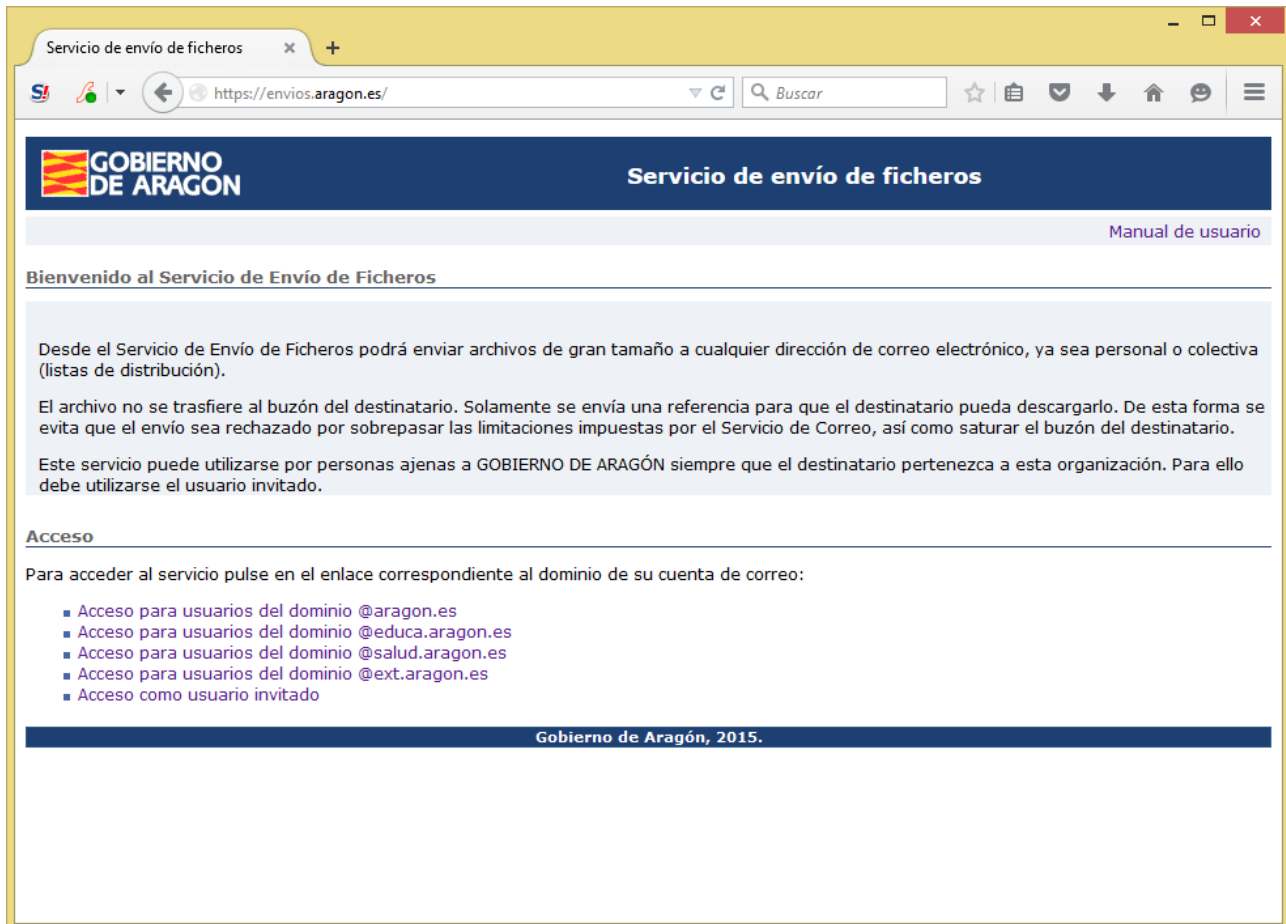 Servicio de envío de ficheros
https://envios.aragon.es/
Buscar
GOBIERNO
DE ARAGON
Servicio de envío de ficheros
Manual de usuario
Bienvenido al Servicio de Envío de Ficheros
Desde el Servicio de Envío de Ficheros podrá enviar archivos de gran tamaño a cualquier dirección de correo electrónico, ya sea personal o colectiva
(listas de distribución).
El archivo no se trasfiere al buzón del destinatario. Solamente se envía una referencia para que el destinatario pueda descargarlo. De esta forma se
evita que el envío sea rechazado por sobrepasar las limitaciones impuestas por el Servicio de Correo, así como saturar el buzón del destinatario.
Este servicio puede utilizarse por personas ajenas a GOBIERNO DE ARAGÓN siempre que el destinatario pertenezca a esta organización. Para ello
debe utilizarse el usuario invitado.
Acceso
Para acceder al servicio pulse en el enlace correspondiente al dominio de su cuenta de correo:
Acceso para usuarios del dominio @aragon.es
Acceso para usuarios del dominio @educa.aragon.es
Acceso para usuarios del dominio @salud.aragon.es
Acceso para usuarios del dominio @ext.aragon.es
Acceso como usuario invitado
Gobierno de Aragón, 2015.